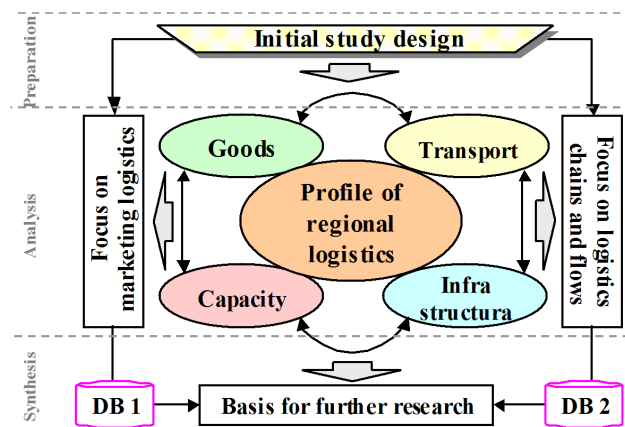 Preparation
Initial study design
Analysis
Focus on
marketing logistics
Goods
Transport
Profile of
regional
logistics
Capacity
Infra
structura
Focus on logistics
chains and flows
Synthesis
DB 1
Basis for further research
DB 2